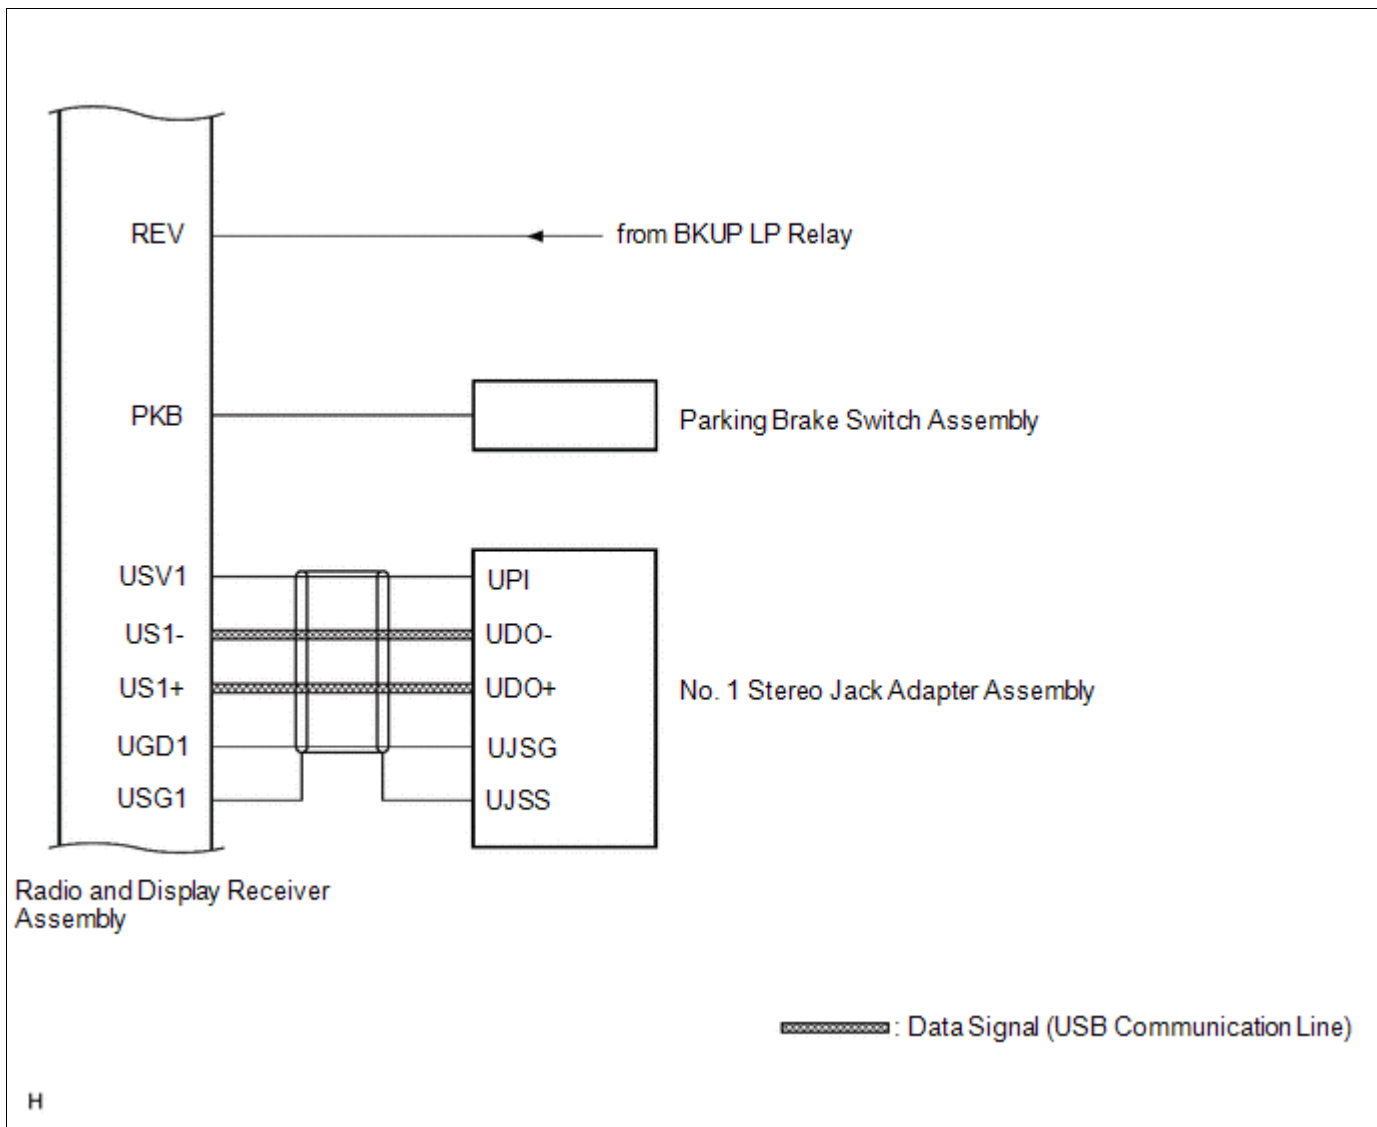 REV
from BKUP LP Relay
PKB
Parking Brake Switch Assembly
USV1
UPI
US1-
UDO-
US1+
UDO+
No. 1 Stereo Jack Adapter Assembly
UGD1
UJSG
USG1
UJSS
Radio and Display Receiver
Assembly
: Data Signal (USB Communication Line)
H